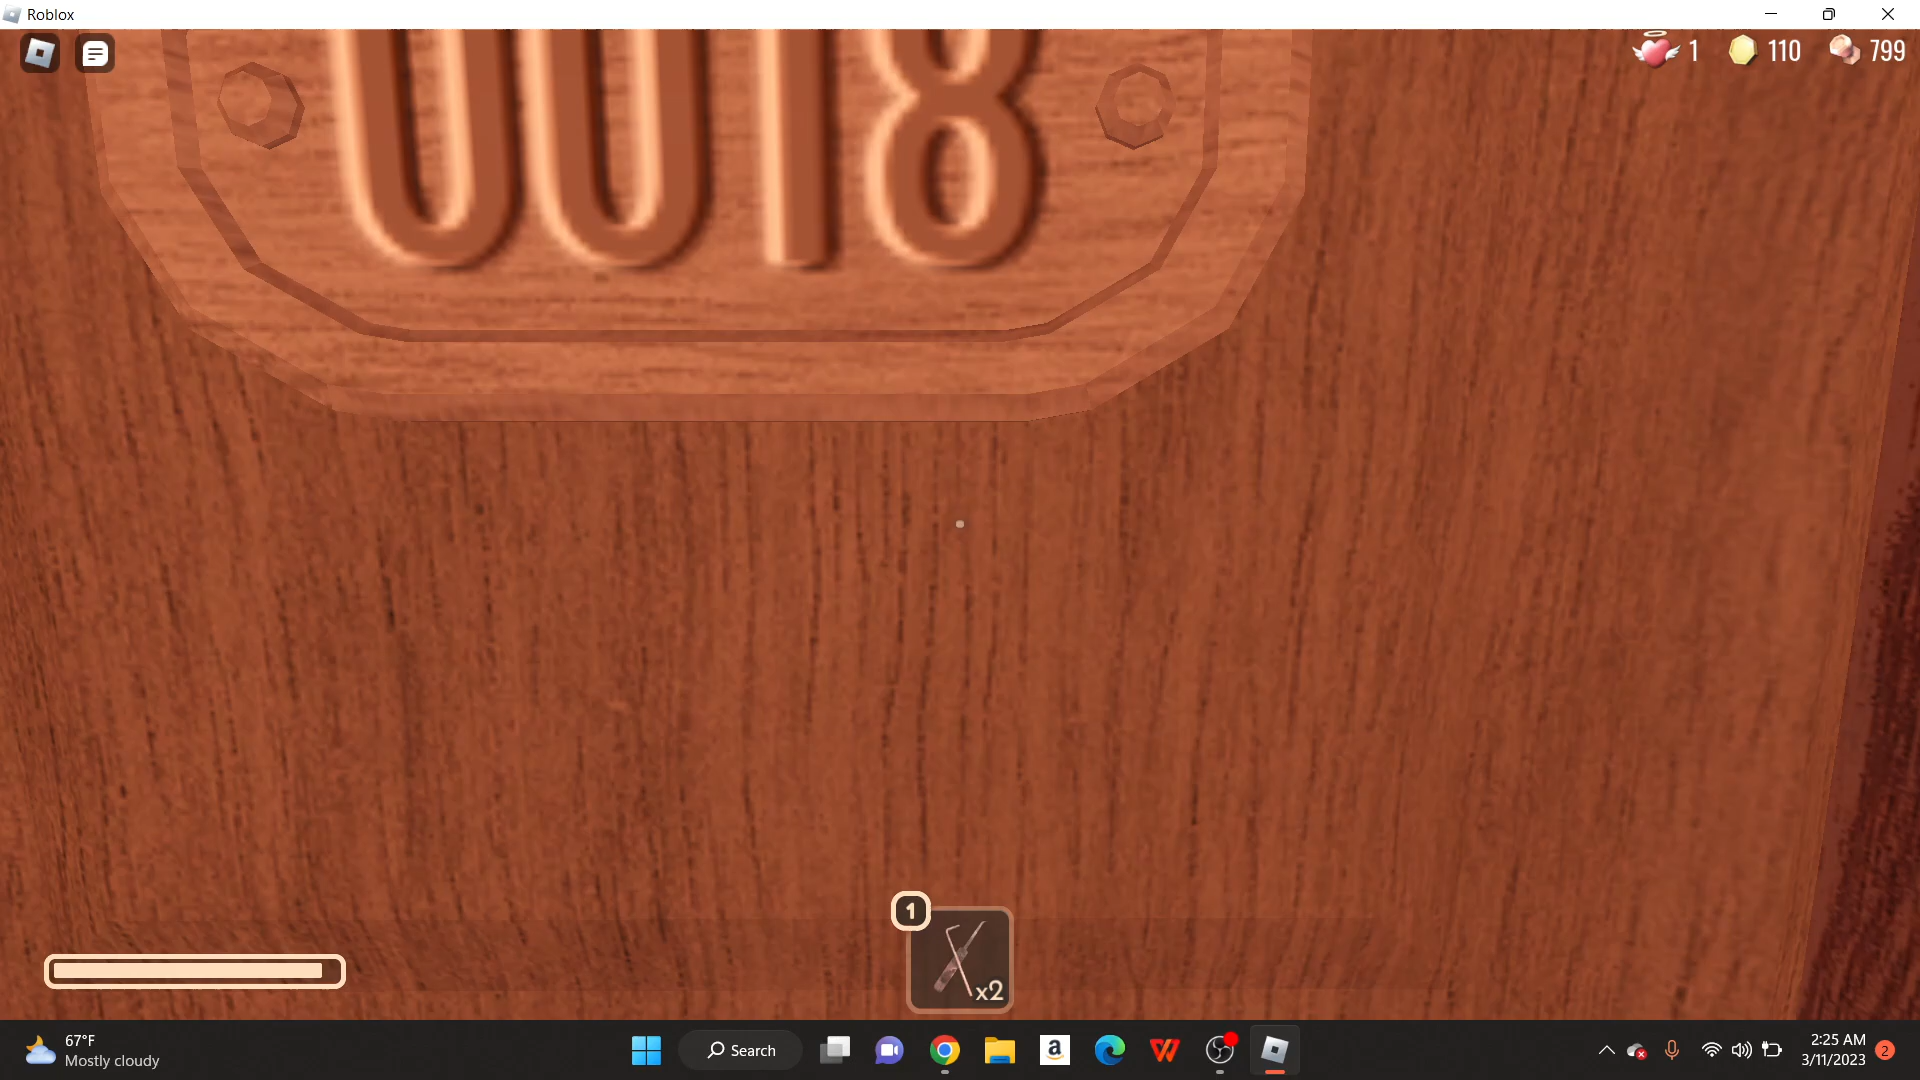 Roblox
1 110 799
0018
1
x2
67°F
Mostly cloudy
Search
a
2:25 AM
3/11/2023
2